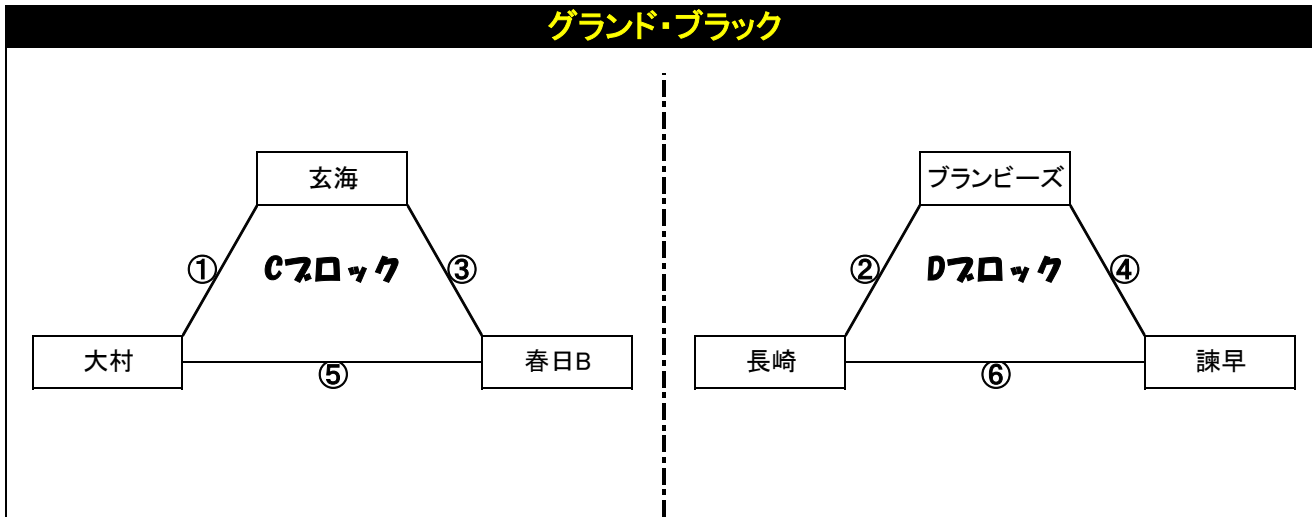 グランド・ブラック
玄海
① Cブロック ③
大村
春日B
⑤
ブランビーズ
② Dブロック ④
長崎
諫早
⑥